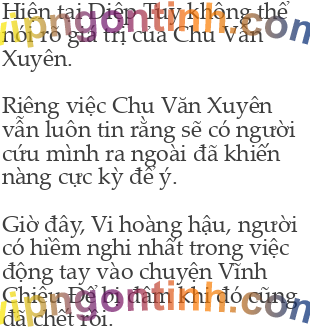 Hiện tại Diệp Tuy không thể
nói rõ giá trị của Chu Văn
Xuyên.
Riêng việc Chu Văn Xuyên
vẫn luôn tin rằng sẽ có người
cứu mình ra ngoài đã khiến
nàng cực kỳ để ý.
Giờ đây, Vi hoàng hậu, người
có hiềm nghi nhất trong việc
động tay vào chuyện Vĩnh
Chiêu Đế bị đâm khi đó cũng
đã chết rồi.